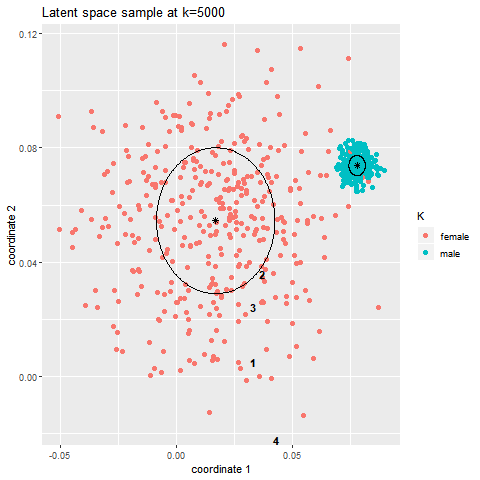 Latent space sample at k=5000
0.12
0.08
0.04
0.00
coordinate 2
2
3
1
4
-0.05
0.00
0.05
coordinate 1
K
female
male